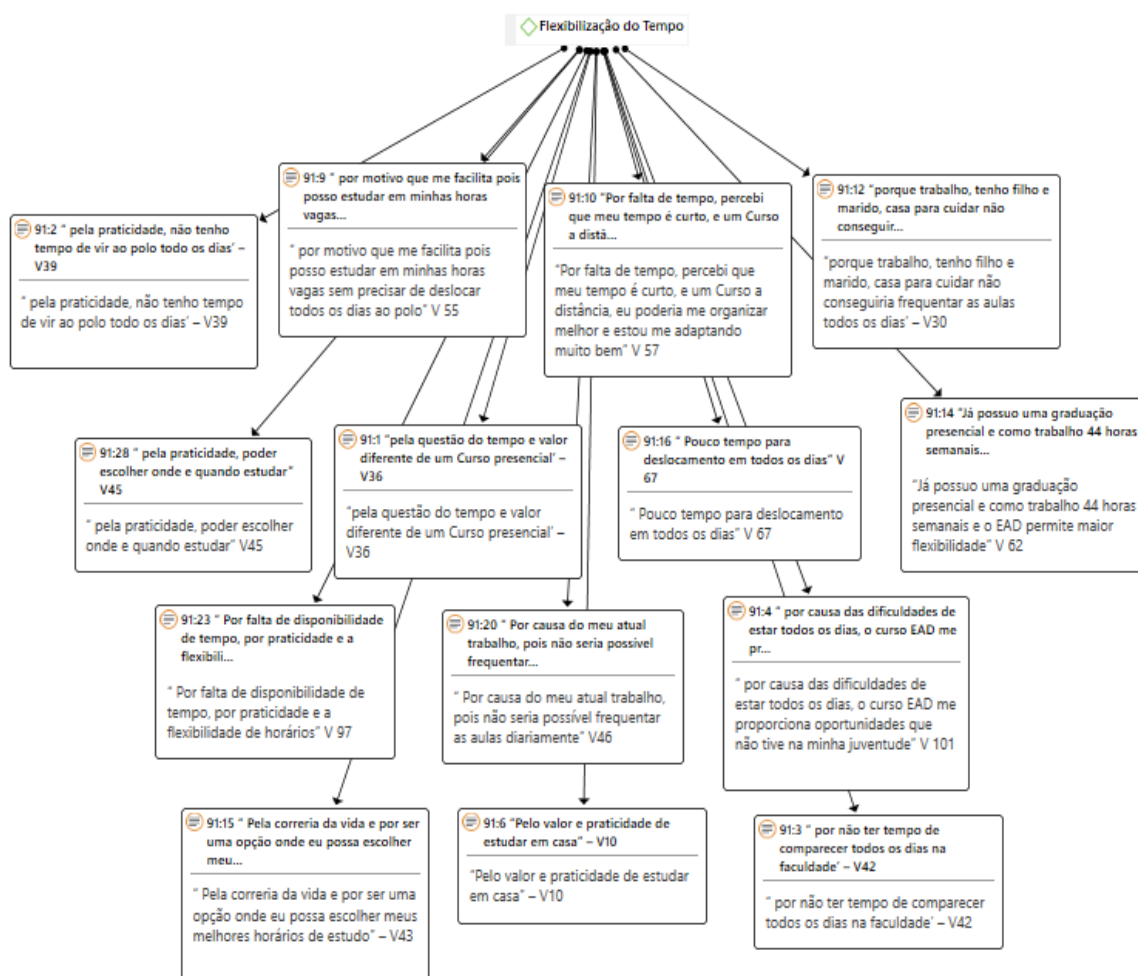 Flexibilização do Tempo
91:2 “ pela praticidade, não tenho
tempo de vir ao polo todo os dias’ –
V39
“ pela praticidade, não tenho tempo
de vir ao polo todo os dias’ – V39
91:9 “ por motivo que me facilita pois
posso estudar em minhas horas
vagas...
“ por motivo que me facilita pois
posso estudar em minhas horas
vagas sem precisar de deslocar
todos os dias ao polo” V 55
91:10 “Por falta de tempo, percebi
que meu tempo é curto, e um Curso
a distâ...
“Por falta de tempo, percebi que
meu tempo é curto, e um Curso a
distância, eu poderia me organizar
melhor e estou me adaptando
muito bem” V 57
91:12 “porque trabalho, tenho filho e
marido, casa para cuidar não
conseguir...
“porque trabalho, tenho filho e
marido, casa para cuidar não
conseguiria frequentar as aulas
todos os dias’ – V30
91:28 “ pela praticidade, poder
escolher onde e quando estudar”
V45
“ pela praticidade, poder escolher
onde e quando estudar” V45
91:1 “pela questão do tempo e valor
diferente de um Curso presencial’ –
V36
“pela questão do tempo e valor
diferente de um Curso presencial’ –
V36
91:16 “ Pouco tempo para
deslocamento em todos os dias” V
67
“ Pouco tempo para deslocamento
em todos os dias” V 67
91:14 “Já possuo uma graduação
presencial e como trabalho 44 horas
semanais...
“Já possuo uma graduação
presencial e como trabalho 44 horas
semanais e o EAD permite maior
flexibilidade” V 62
91:23 “ Por falta de disponibilidade
de tempo, por praticidade e a
flexibili...
“ Por falta de disponibilidade de
tempo, por praticidade e a
flexibilidade de horários” V 97
91:20 “ Por causa do meu atual
trabalho, pois não seria possível
frequentar...
“ Por causa do meu atual trabalho,
pois não seria possível frequentar
as aulas diariamente” V46
91:4 “ por causa das dificuldades de
estar todos os dias, o curso EAD me
pr...
“ por causa das dificuldades de
estar todos os dias, o curso EAD me
proporciona oportunidades que
não tive na minha juventude” V 101
91:15 “ Pela correria da vida e por ser
uma opção onde eu possa escolher
meu...
“ Pela correria da vida e por ser uma
opção onde eu possa escolher meus
melhores horários de estudo” – V43
91:6 “Pelo valor e praticidade de
estudar em casa” – V10
“Pelo valor e praticidade de estudar
em casa” – V10
91:3 “ por não ter tempo de
comparecer todos os dias na
faculdade’ – V42
“ por não ter tempo de comparecer
todos os dias na faculdade’ – V42